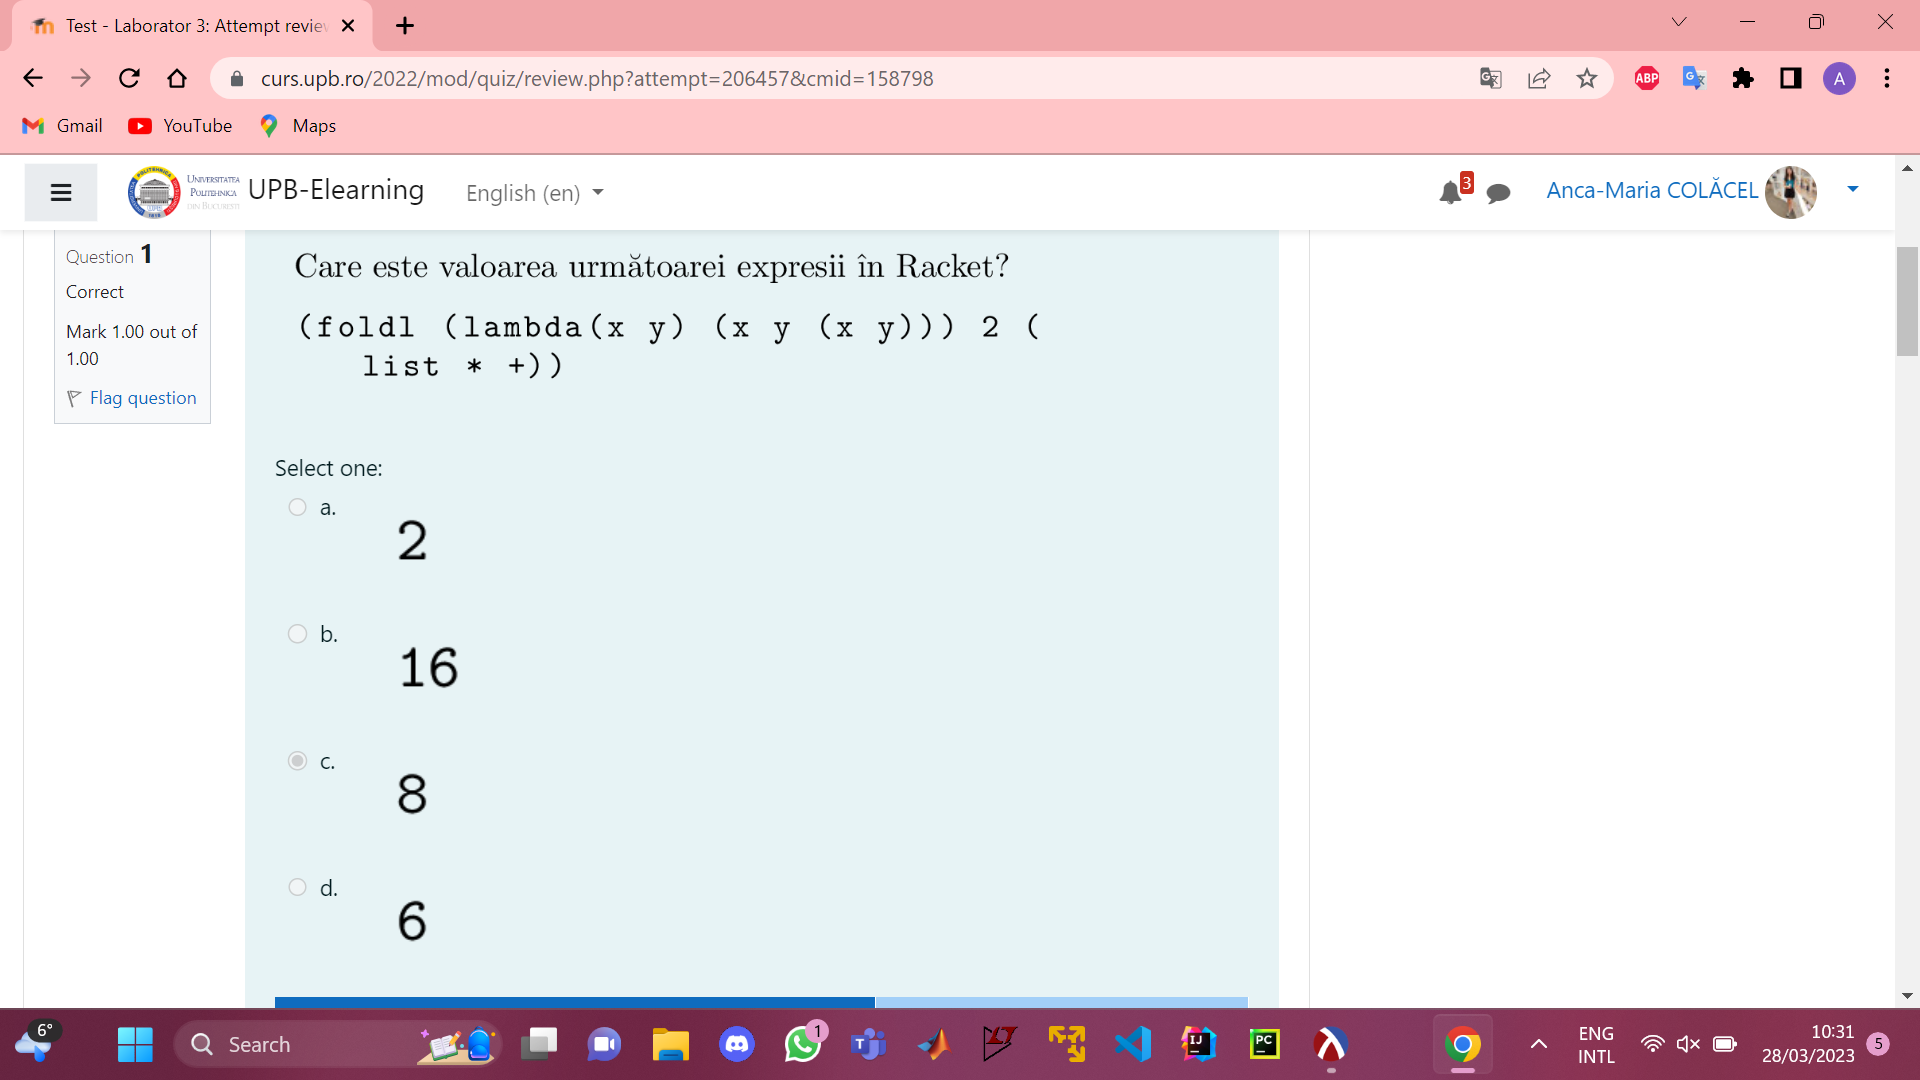 Test - Laborator 3: Attempt review
curs.upb.ro/2022/mod/quiz/review.php?attempt=206457&cmid=158798
ABP
A
Gmail
YouTube
Maps
UNIVERSITATEA
POLITEHNICA
DIN BUCUREȘTI
UPB-Elearning
English (en)
3
Anca-Maria COLĂCEL
Question 1
Correct
Mark 1.00 out of
1.00
Flag question
Care este valoarea următoarei expresii în Racket?
(foldl (lambda(x y) (x y (x y))) 2 (
list * +))
Select one:
a.
2
b.
16
c.
8
d.
6
6°
Search
1
IJ
PC
ENG
INTL
10:31
28/03/2023
5